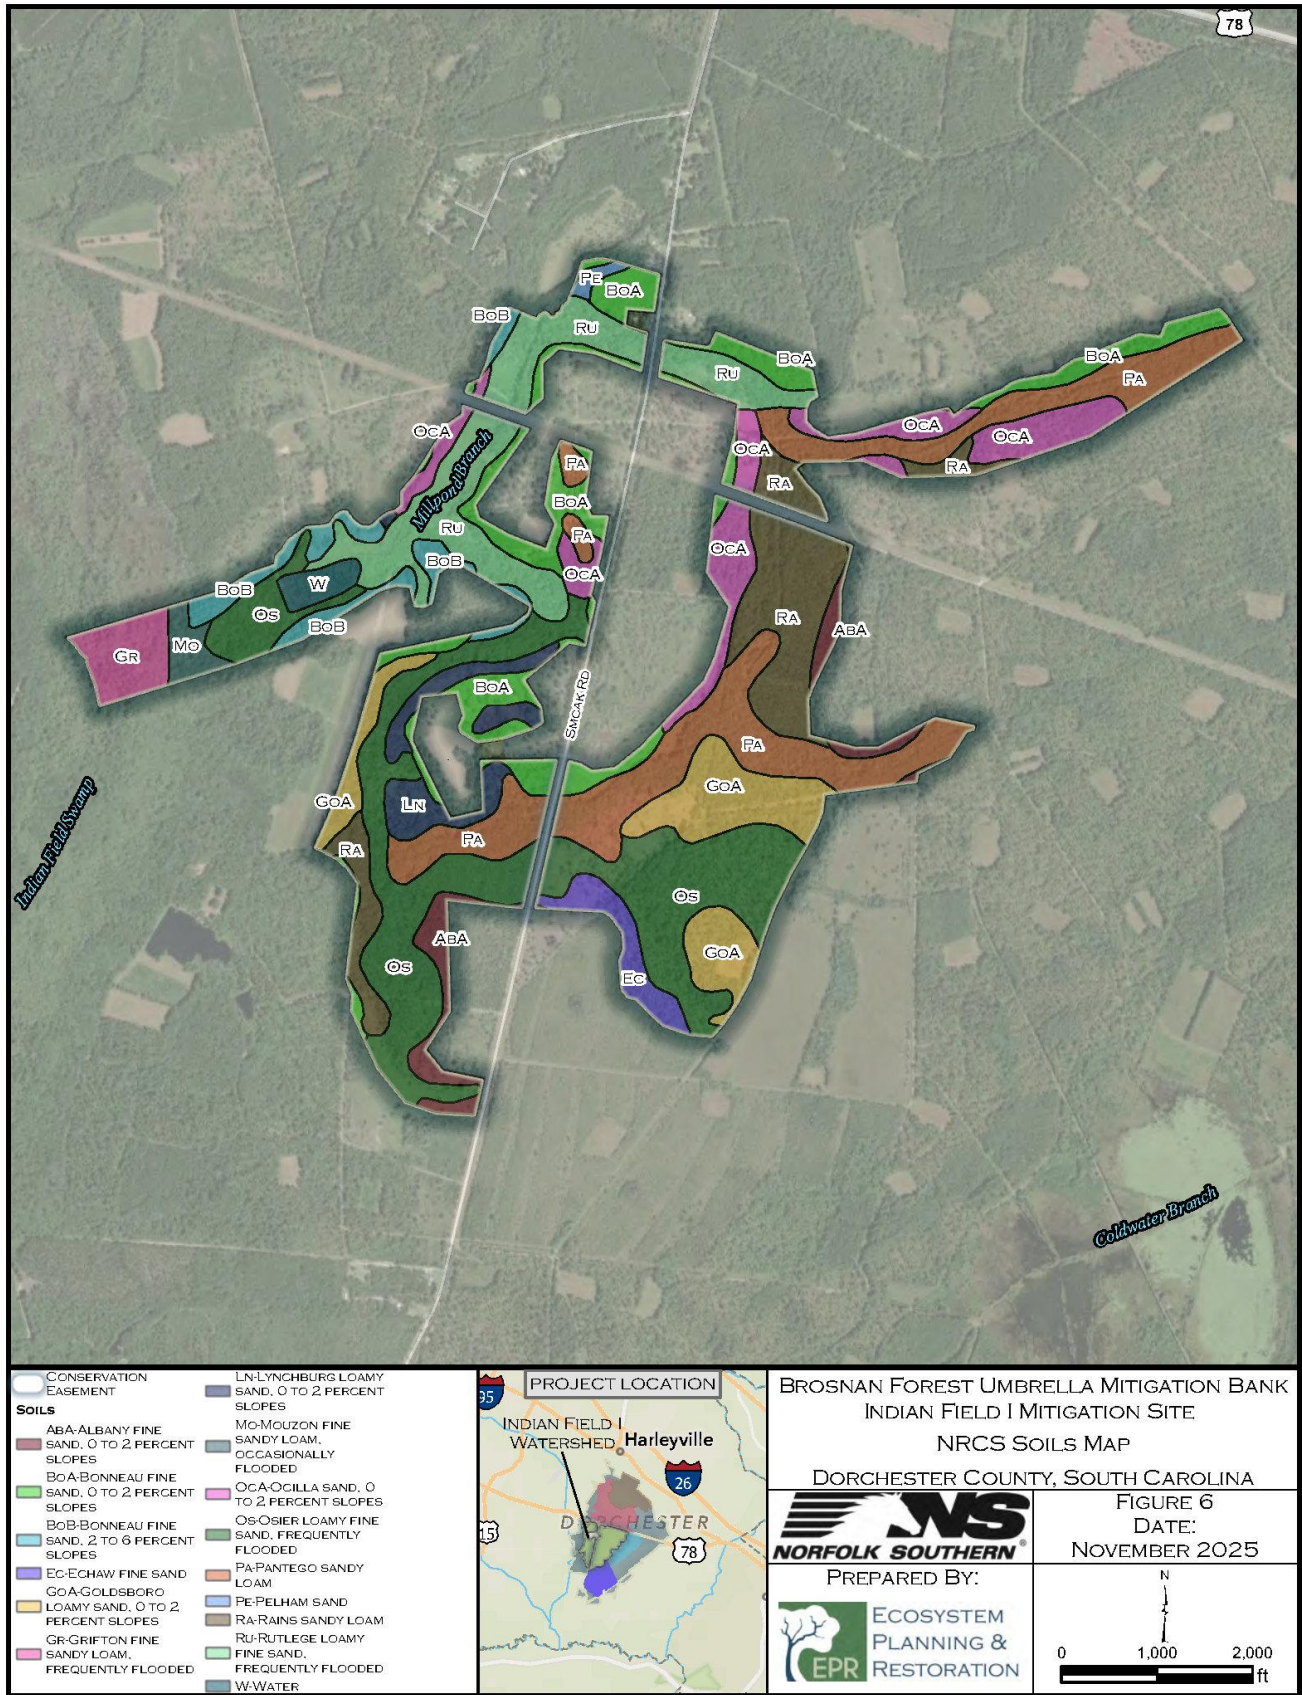 78
PE
BOA
BOB
RU
BOA
RU
BOA
PA
OCA
OCA
OCA
OCA
Millpond Branch
PA
RA
RA
BOA
RU
PA
OCA
BOB
OCA
W
BOB
OS
BOB
RA
ABA
MO
GR
BOA
SMCAK RD
PA
GOA
GOA
LN
PA
RA
Indian Field Swamp
OS
ABA
GOA
OS
EC
Coldwater Branch
CONSERVATION
EASEMENT
SOILS
ABA-ALBANY FINE
SAND, 0 TO 2 PERCENT
SLOPES
BOA-BONNEAU FINE
SAND, 0 TO 2 PERCENT
SLOPES
BOB-BONNEAU FINE
SAND, 2 TO 6 PERCENT
SLOPES
EC-ECHAW FINE SAND
GOA-GOLDSBORO
LOAMY SAND, 0 TO 2
PERCENT SLOPES
GR-GRIFTON FINE
SANDY LOAM,
FREQUENTLY FLOODED
LN-LYNCHBURG LOAMY
SAND, 0 TO 2 PERCENT
SLOPES
MO-MOUZON FINE
SANDY LOAM,
OCCASIONALLY
FLOODED
OCA-OCILLA SAND, 0
TO 2 PERCENT SLOPES
OS-OSIER LOAMY FINE
SAND, FREQUENTLY
FLOODED
PA-PANTEGO SANDY
LOAM
PE-PELHAM SAND
RA-RAINS SANDY LOAM
RU-RUTLEGE LOAMY
FINE SAND,
FREQUENTLY FLOODED
W-WATER
PROJECT LOCATION
95
INDIAN FIELD I
WATERSHED
Harleyville
26
15
DORCHESTER
78
BROSNAN FOREST UMBRELLA MITIGATION BANK
INDIAN FIELD I MITIGATION SITE
NRCS SOILS MAP
DORCHESTER COUNTY, SOUTH CAROLINA
NS
NORFOLK SOUTHERN®
FIGURE 6
DATE:
NOVEMBER 2025
PREPARED BY:
EPR
ECOSYSTEM
PLANNING &
RESTORATION
N
0 1,000 2,000
ft